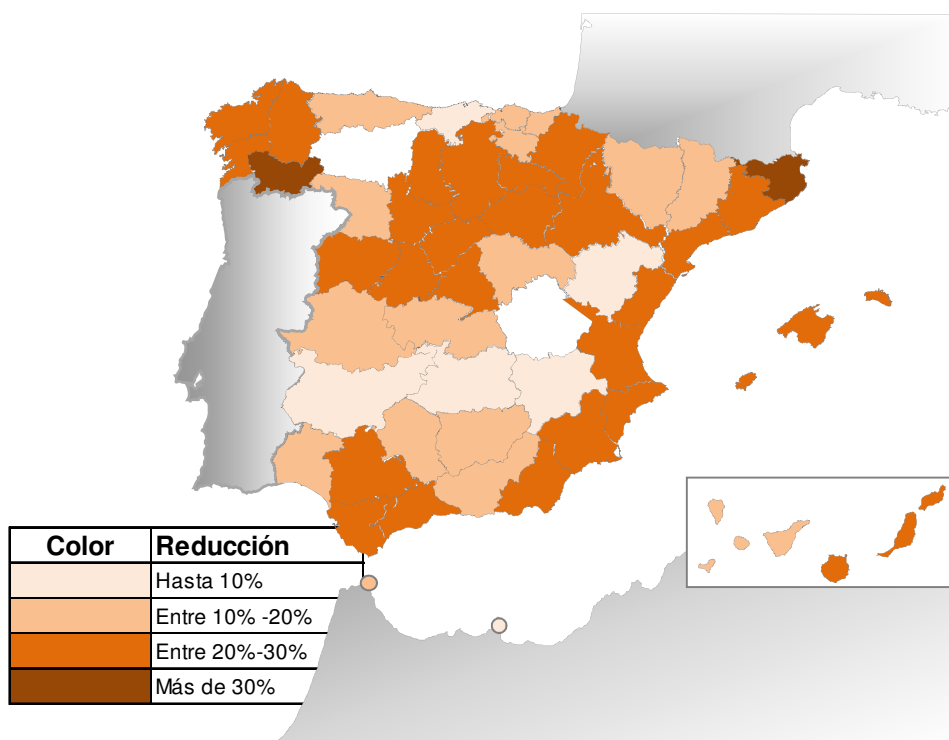 Color Reducción
Hasta 10%
Entre 10% -20%
Entre 20%-30%
Más de 30%